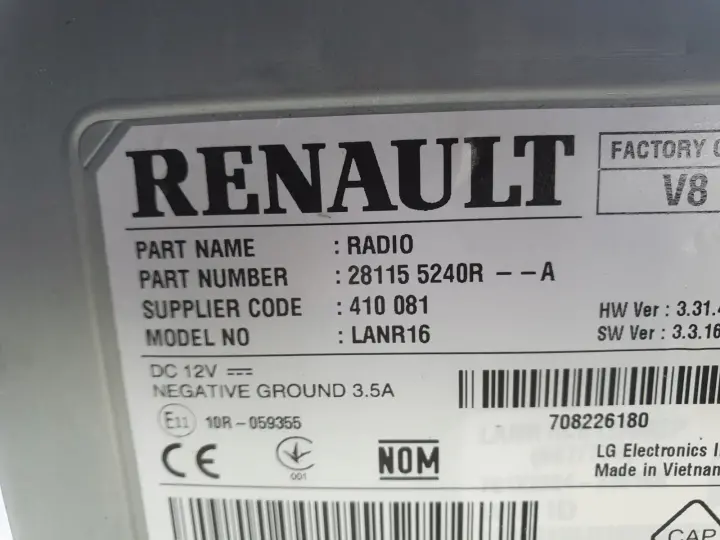 RENAULT
FACTORY
V8
PART NAME : RADIO
PART NUMBER : 28115 5240R - - A
SUPPLIER CODE : 410 081
MODEL NO : LANR16
HW Ver : 3.31.4
SW Ver : 3.3.16
DC 12V
NEGATIVE GROUND 3.5A
E11 10R - 059355
708226180
CE 001 NOM
LG Electronics
Made in Vietnam
CAP